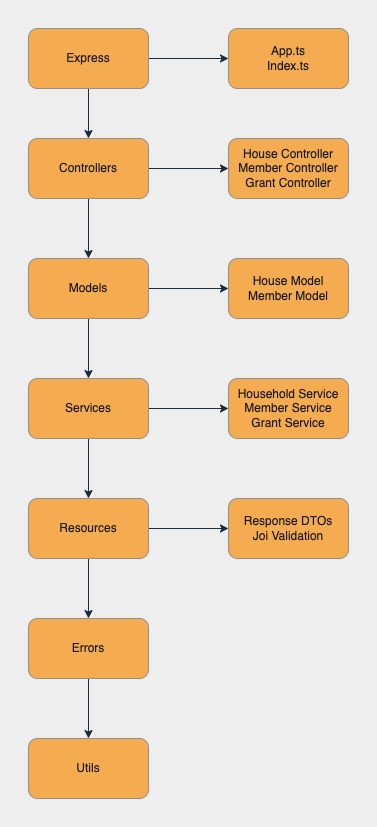 Express
App.ts
Index.ts
Controllers
House Controller
Member Controller
Grant Controller
Models
House Model
Member Model
Services
Household Service
Member Service
Grant Service
Resources
Response DTOs
Joi Validation
Errors
Utils